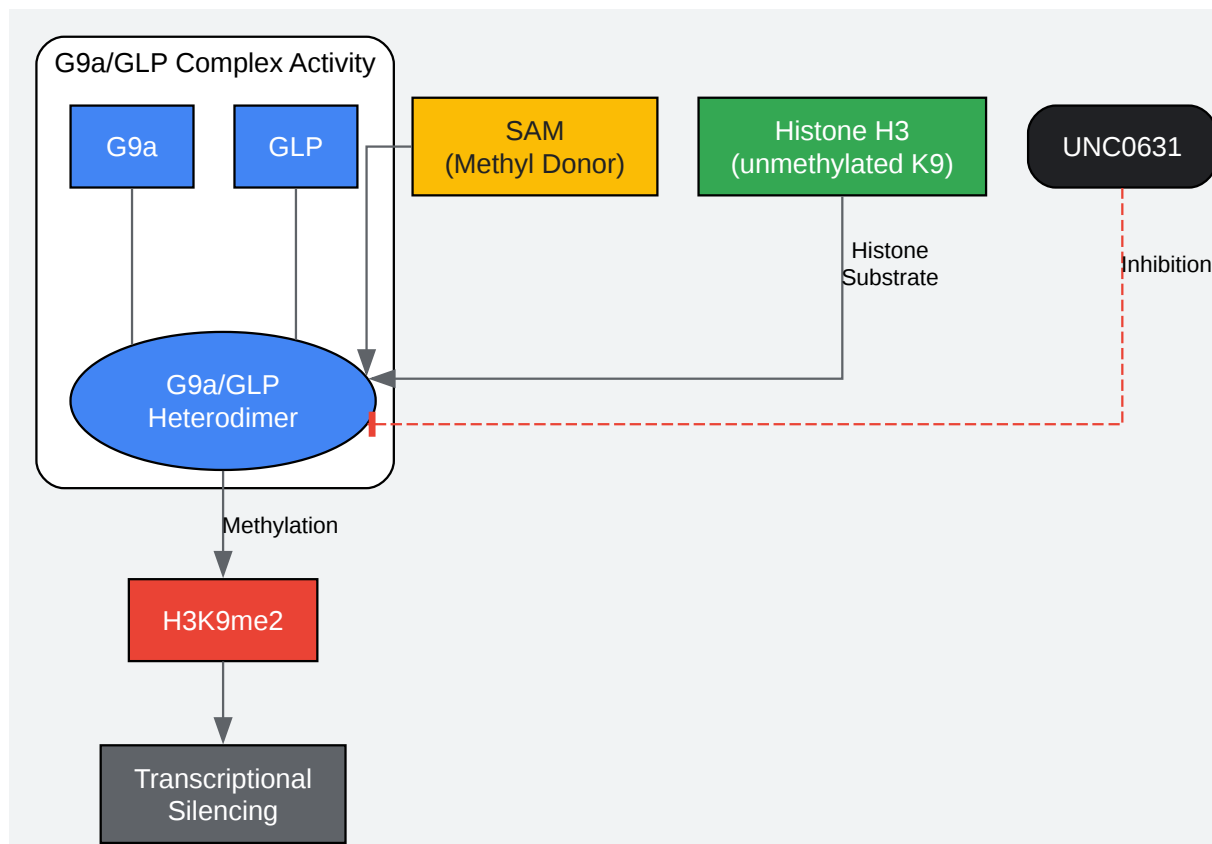 G9a/GLP Complex Activity
G9a
GLP
SAM
(Methyl Donor)
Histone H3
(unmethylated K9)
UNC0631
Histone
Substrate
Inhibition
G9a/GLP
Heterodimer
Methylation
H3K9me2
Transcriptional
Silencing